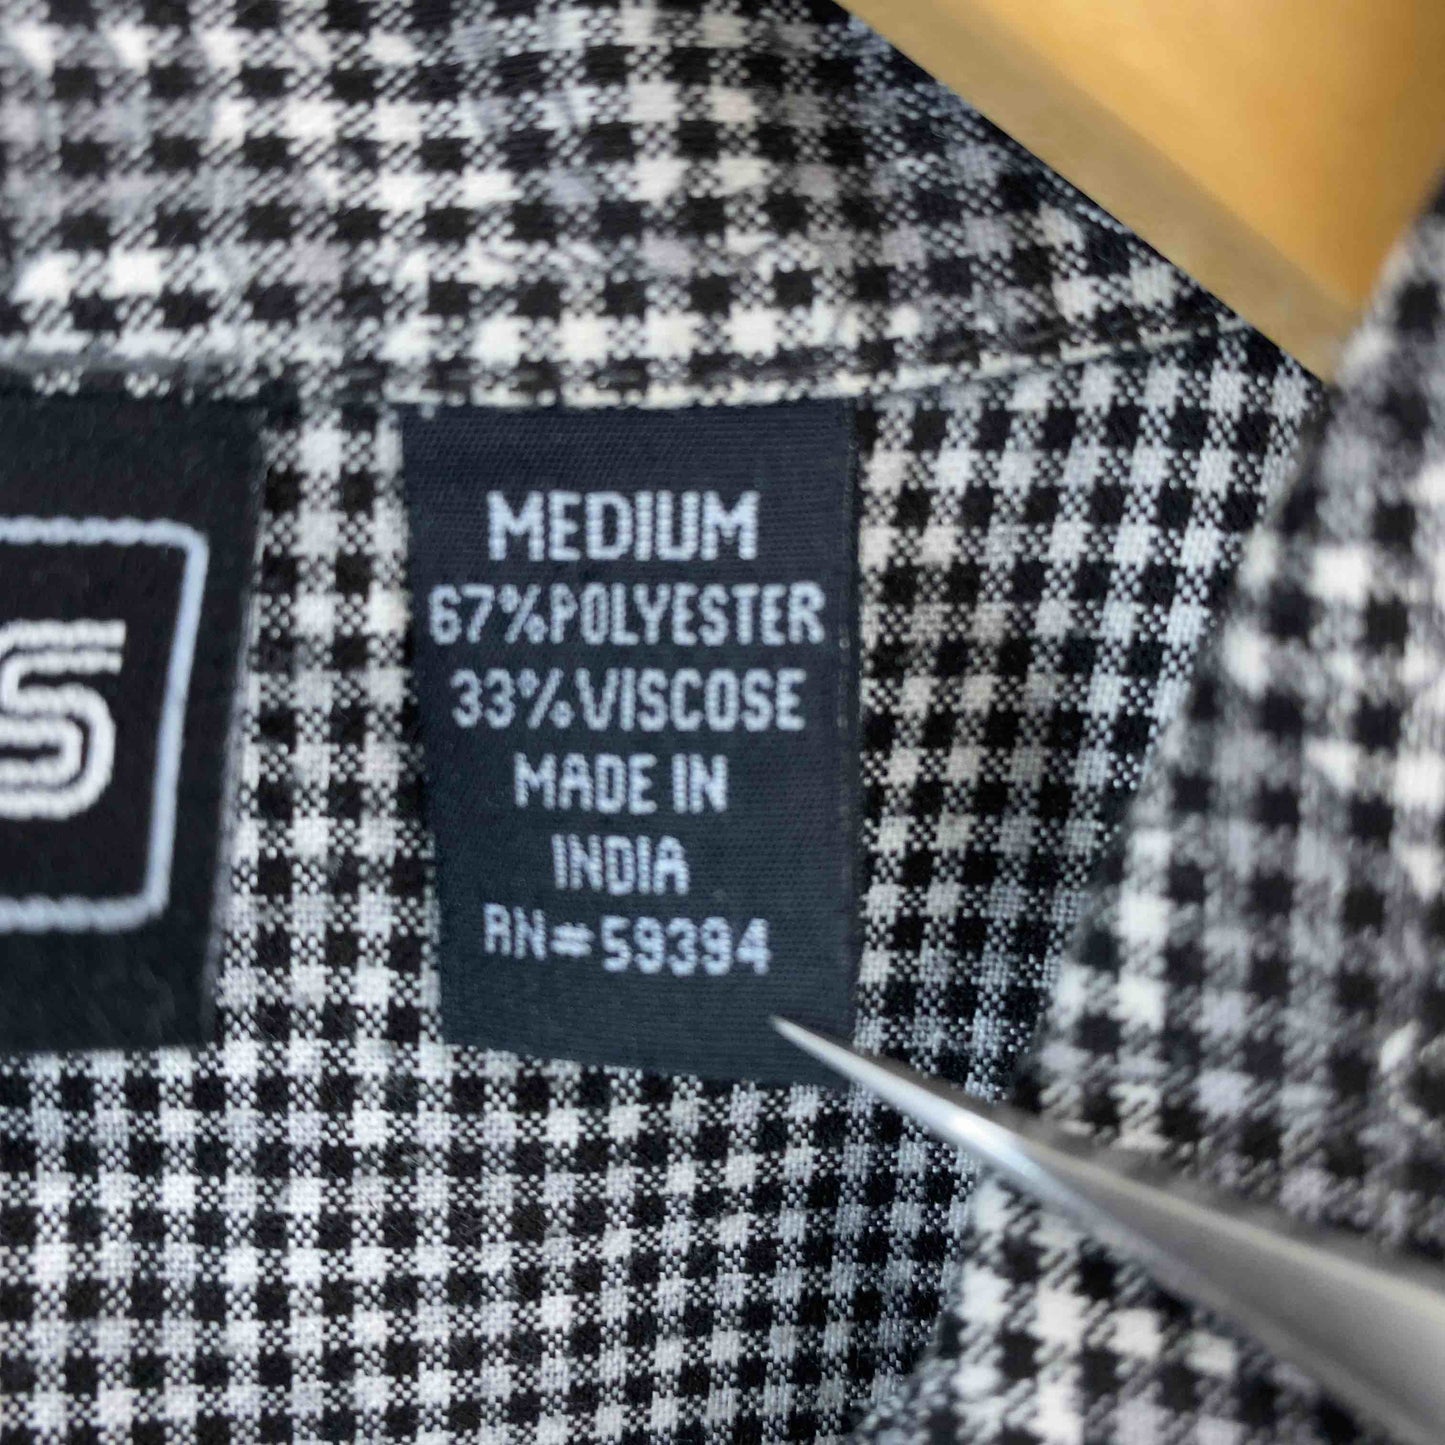 S
MEDIUM
67%POLYESTER
33%VISCOSE
MADE IN
INDIA
RN#59394